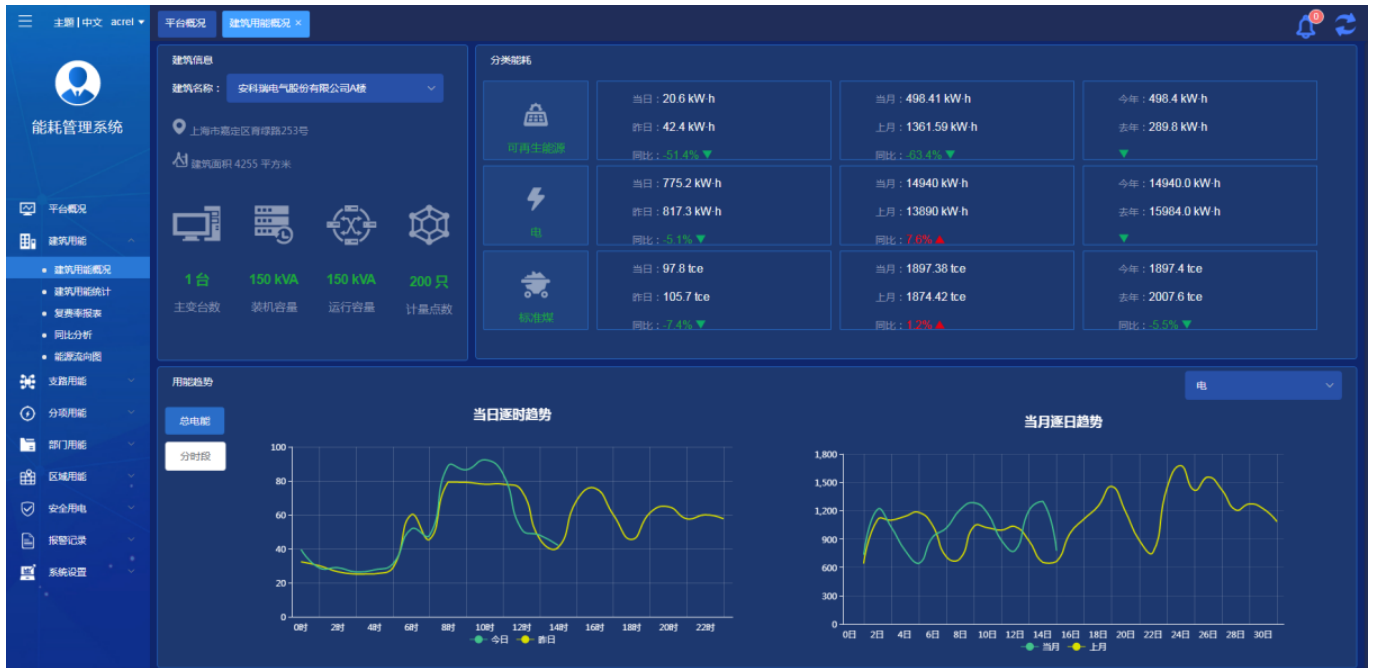 主题 | 中文 acrel
平台概况
建筑用能概况 ×
0
能耗管理系统
平台概况
建筑用能
建筑用能概况
建筑用能统计
复费率报表
同比分析
能源流向图
支路用能
分项用能
部门用能
区域用能
安全用电
报警记录
系统设置
建筑信息
建筑名称：
安科瑞电气股份有限公司A楼
上海市嘉定区育绿路253号
建筑面积 4255 平方米
1 台
150 kVA
150 kVA
200 只
主变台数
装机容量
运行容量
计量点数
分类能耗
可再生能源
当日：20.6 kW·h
昨日：42.4 kW·h
同比：-51.4% ▼
当月：498.41 kW·h
上月：1361.59 kW·h
同比：-63.4% ▼
今年：498.4 kW·h
去年：289.8 kW·h
▼
电
当日：775.2 kW·h
昨日：817.3 kW·h
同比：-5.1% ▼
当月：14940 kW·h
上月：13890 kW·h
同比：7.6% ▲
今年：14940.0 kW·h
去年：15984.0 kW·h
▼
标准煤
当日：97.8 tce
昨日：105.7 tce
同比：-7.4% ▼
当月：1897.38 tce
上月：1874.42 tce
同比：1.2% ▲
今年：1897.4 tce
去年：2007.6 tce
同比：-5.5% ▼
用能趋势
电
总电能
分时段
当日逐时趋势
100
80
60
40
20
0
0时 2时 4时 6时 8时 10时 12时 14时 16时 18时 20时 22时
今日 昨日
当月逐日趋势
1,800
1,500
1,200
900
600
300
0
0日 2日 4日 6日 8日 10日 12日 14日 16日 18日 20日 22日 24日 26日 28日 30日
当月 上月